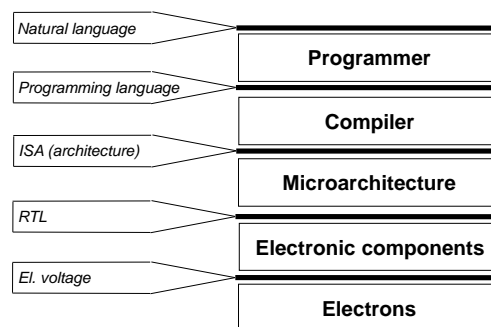 Natural language
Programmer
Programming language
Compiler
ISA (architecture)
Microarchitecture
RTL
Electronic components
El. voltage
Electrons